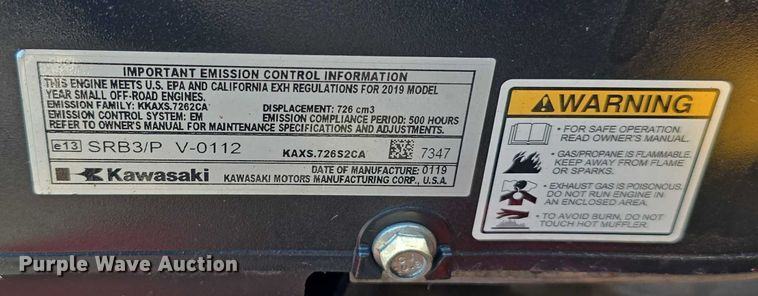 IMPORTANT EMISSION CONTROL INFORMATION
THIS ENGINE MEETS U.S. EPA AND CALIFORNIA EXH REGULATIONS FOR 2019 MODEL
YEAR SMALL OFF-ROAD ENGINES.
EMISSION FAMILY: KKAXS.7262CA DISPLACEMENT: 726 cm3
EMISSION CONTROL SYSTEM: EM EMISSION COMPLIANCE PERIOD: 500 HOURS
REFER TO OWNER'S MANUAL FOR MAINTENANCE SPECIFICATIONS AND ADJUSTMENTS.
e13 SRB3/P V-0112 KAXS.726S2CA 7347
DATE OF MANUFACTURE: 0119
Kawasaki KAWASAKI MOTORS MANUFACTURING CORP., U.S.A.
WARNING
• FOR SAFE OPERATION
READ OWNER'S MANUAL.
• GAS/PROPANE IS FLAMMABLE.
KEEP AWAY FROM FLAME
OR SPARKS.
• EXHAUST GAS IS POISONOUS.
DO NOT RUN ENGINE IN
AN ENCLOSED AREA.
• TO AVOID BURN, DO NOT
TOUCH HOT MUFFLER.
Purple Wave Auction